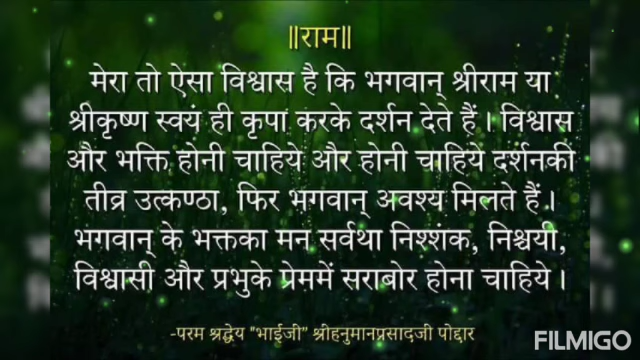 ॥राम॥
मेरा तो ऐसा विश्वास है कि भगवान् श्रीराम या
श्रीकृष्ण स्वयं ही कृपा करके दर्शन देते हैं। विश्वास
और भक्ति होनी चाहिये और होनी चाहिये दर्शनकी
तीव्र उत्कण्ठा, फिर भगवान् अवश्य मिलते हैं।
भगवान् के भक्तका मन सर्वथा निश्शंक, निश्चयी,
विश्वासी और प्रभुके प्रेममें सराबोर होना चाहिये।
-परम श्रद्धेय "भाईजी" श्रीहनुमानप्रसादजी पोद्दार
FILMIGO